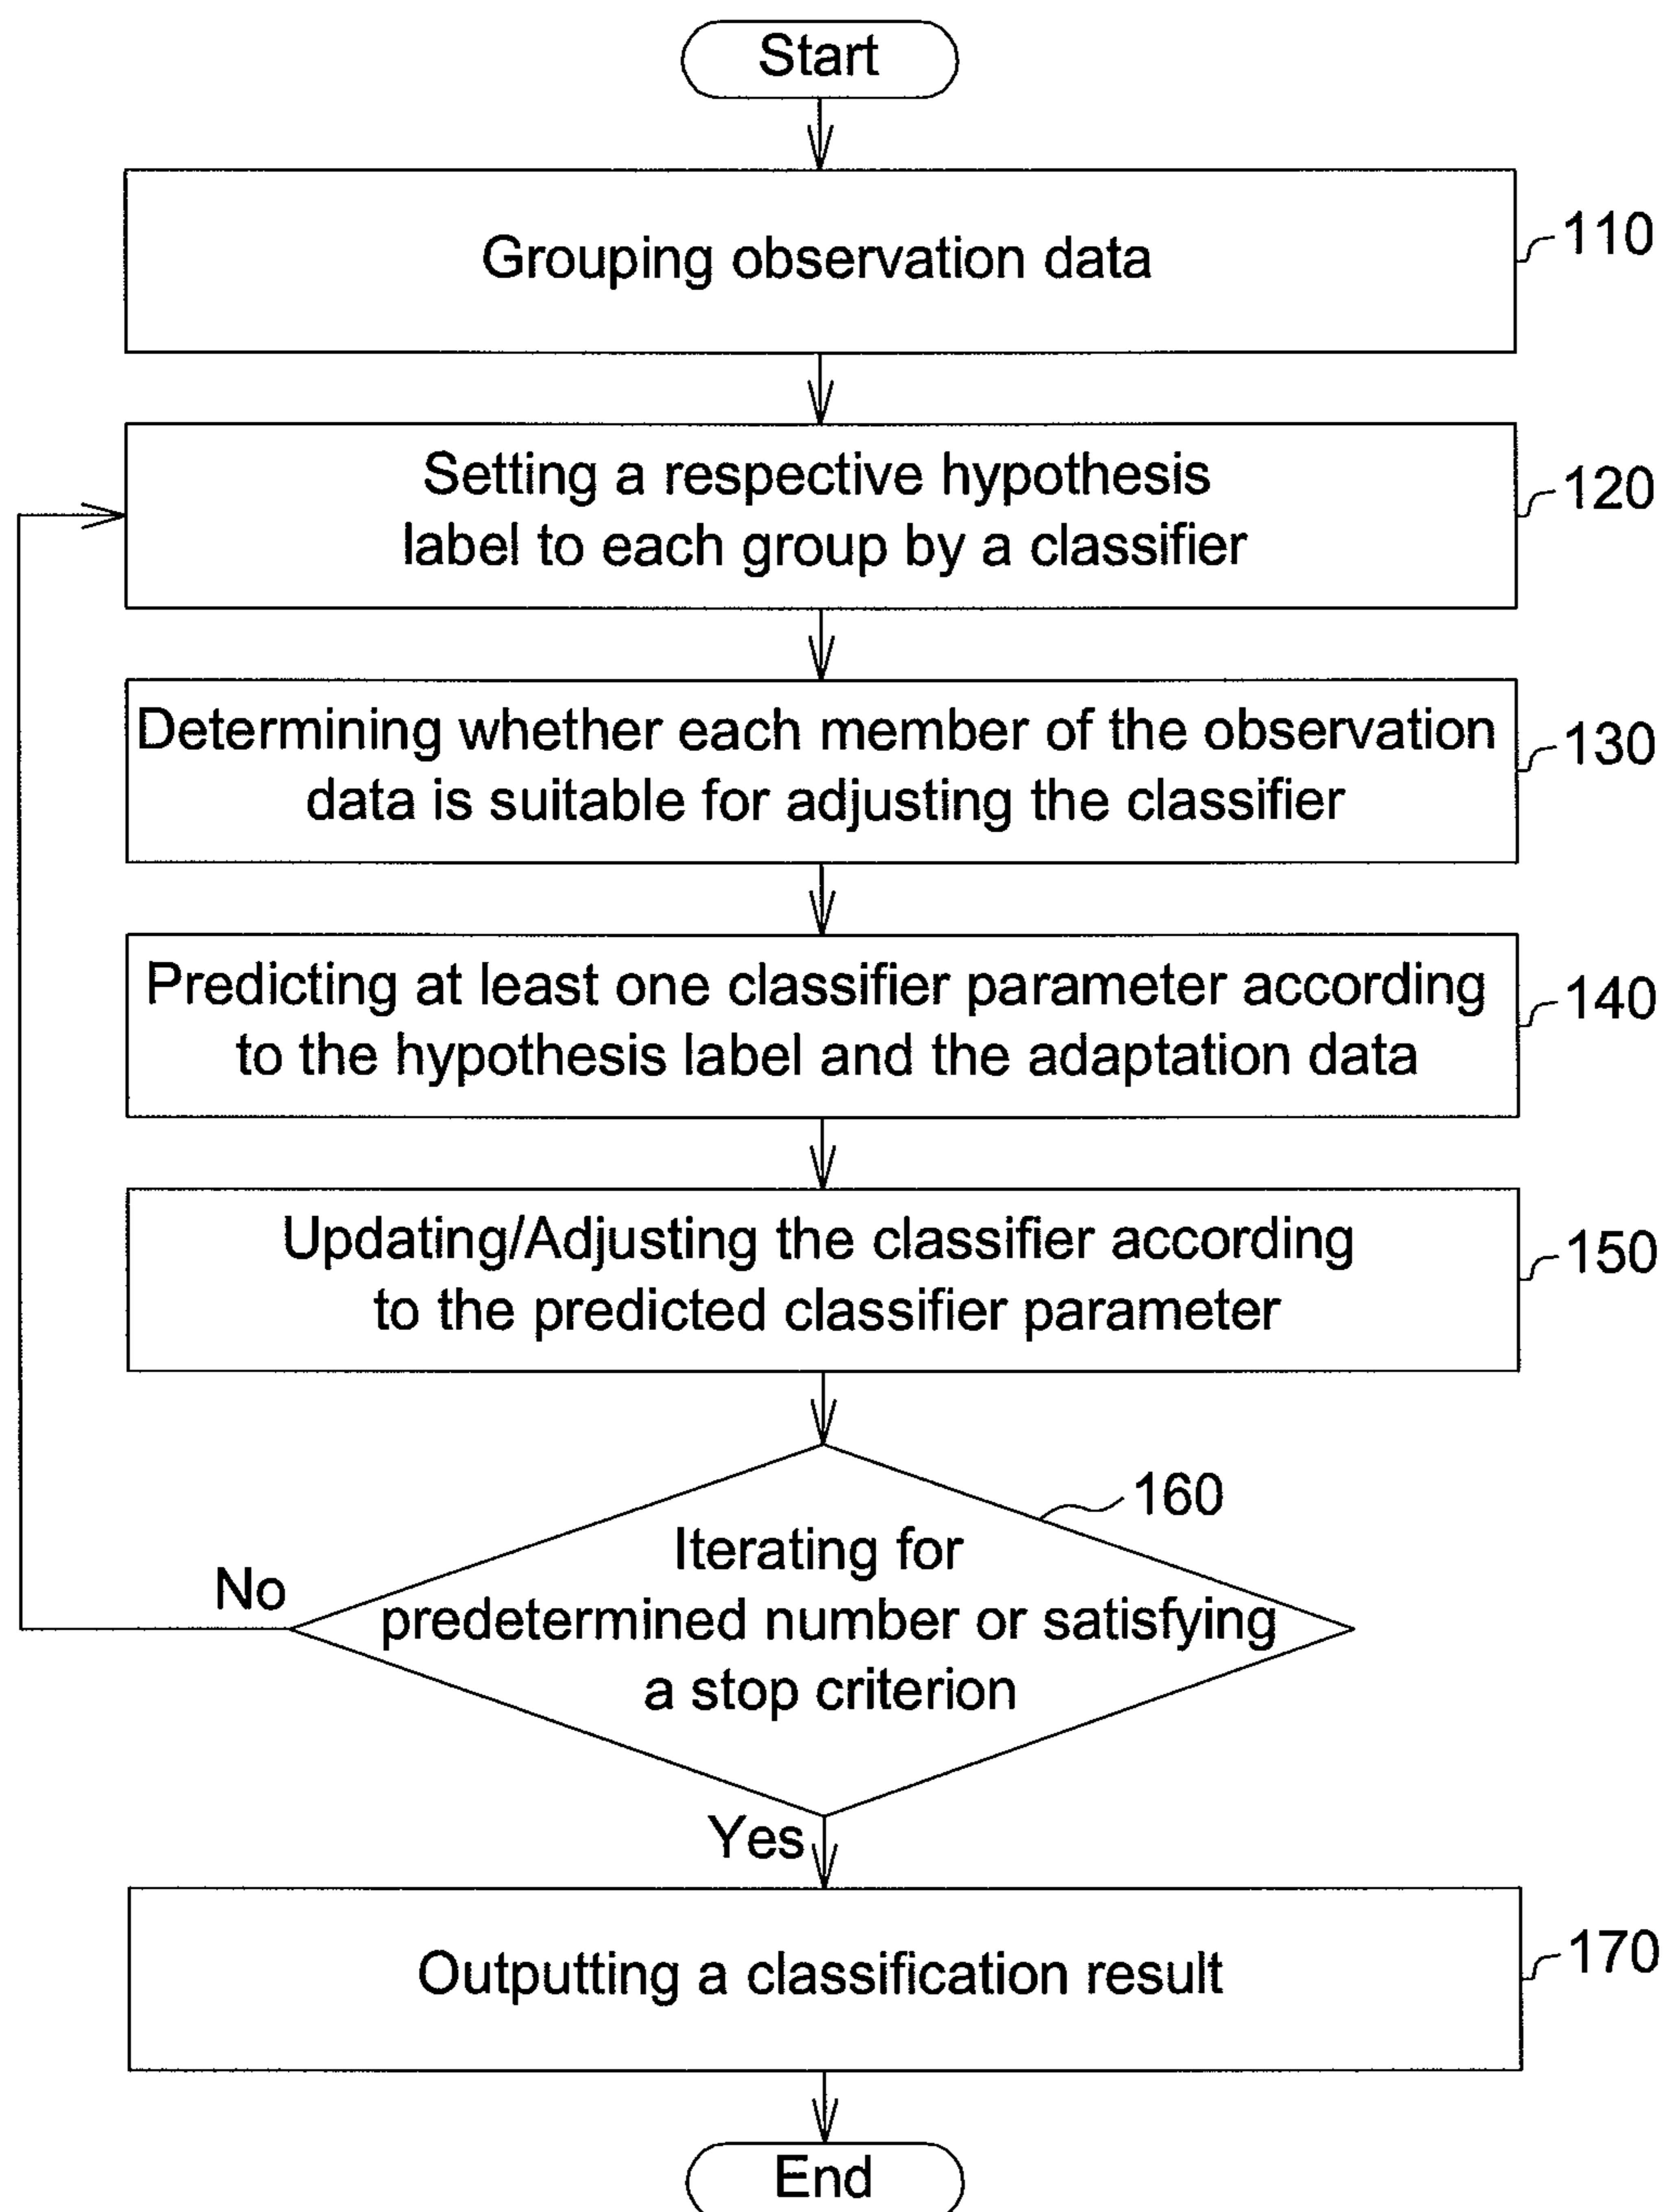 Start
Grouping observation data
110
Setting a respective hypothesis
label to each group by a classifier
120
Determining whether each member of the observation
data is suitable for adjusting the classifier
130
Predicting at least one classifier parameter according
to the hypothesis label and the adaptation data
140
Updating/Adjusting the classifier according
to the predicted classifier parameter
150
160
Iterating for
predetermined number or satisfying
a stop criterion
No
Yes
Outputting a classification result
170
End